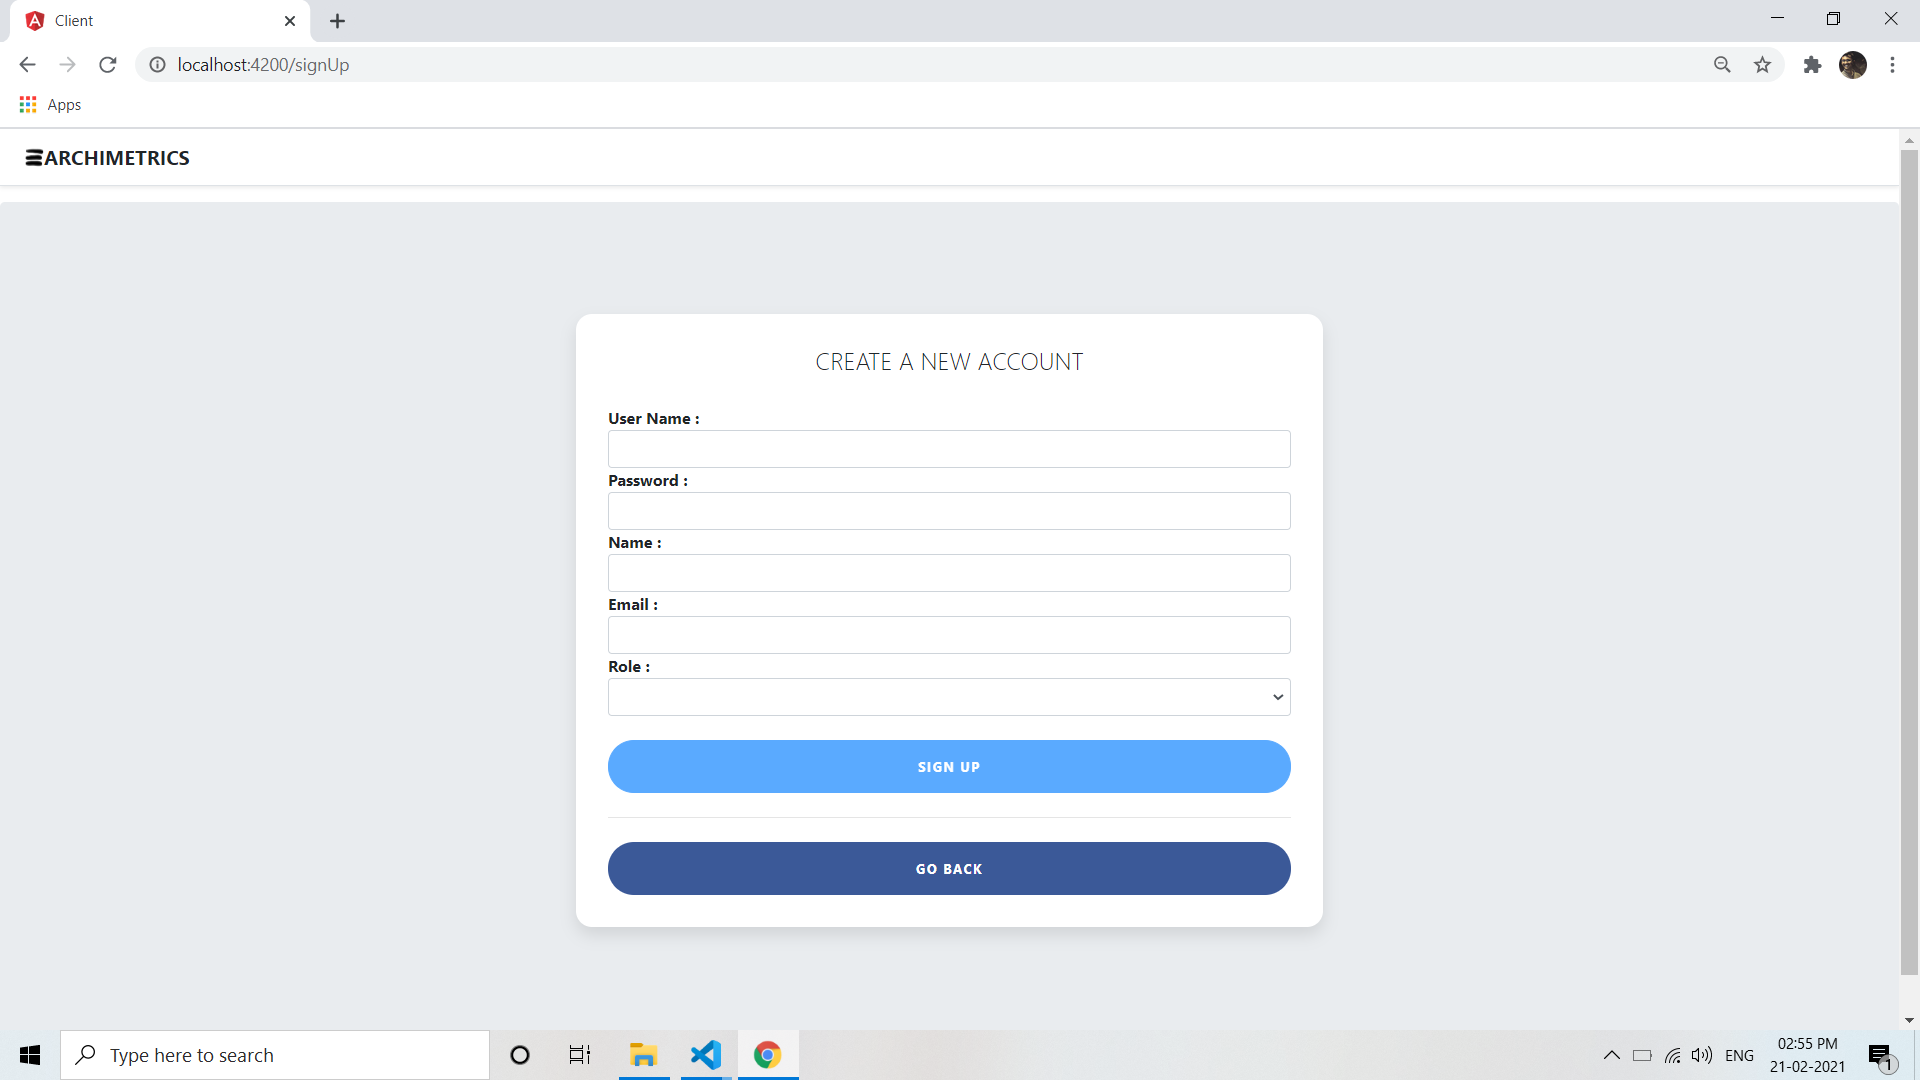 Client
localhost:4200/signUp
Apps
ARCHIMETRICS
CREATE A NEW ACCOUNT
User Name :
Password :
Name :
Email :
Role :
SIGN UP
GO BACK
Type here to search
ENG
02:55 PM
21-02-2021
1